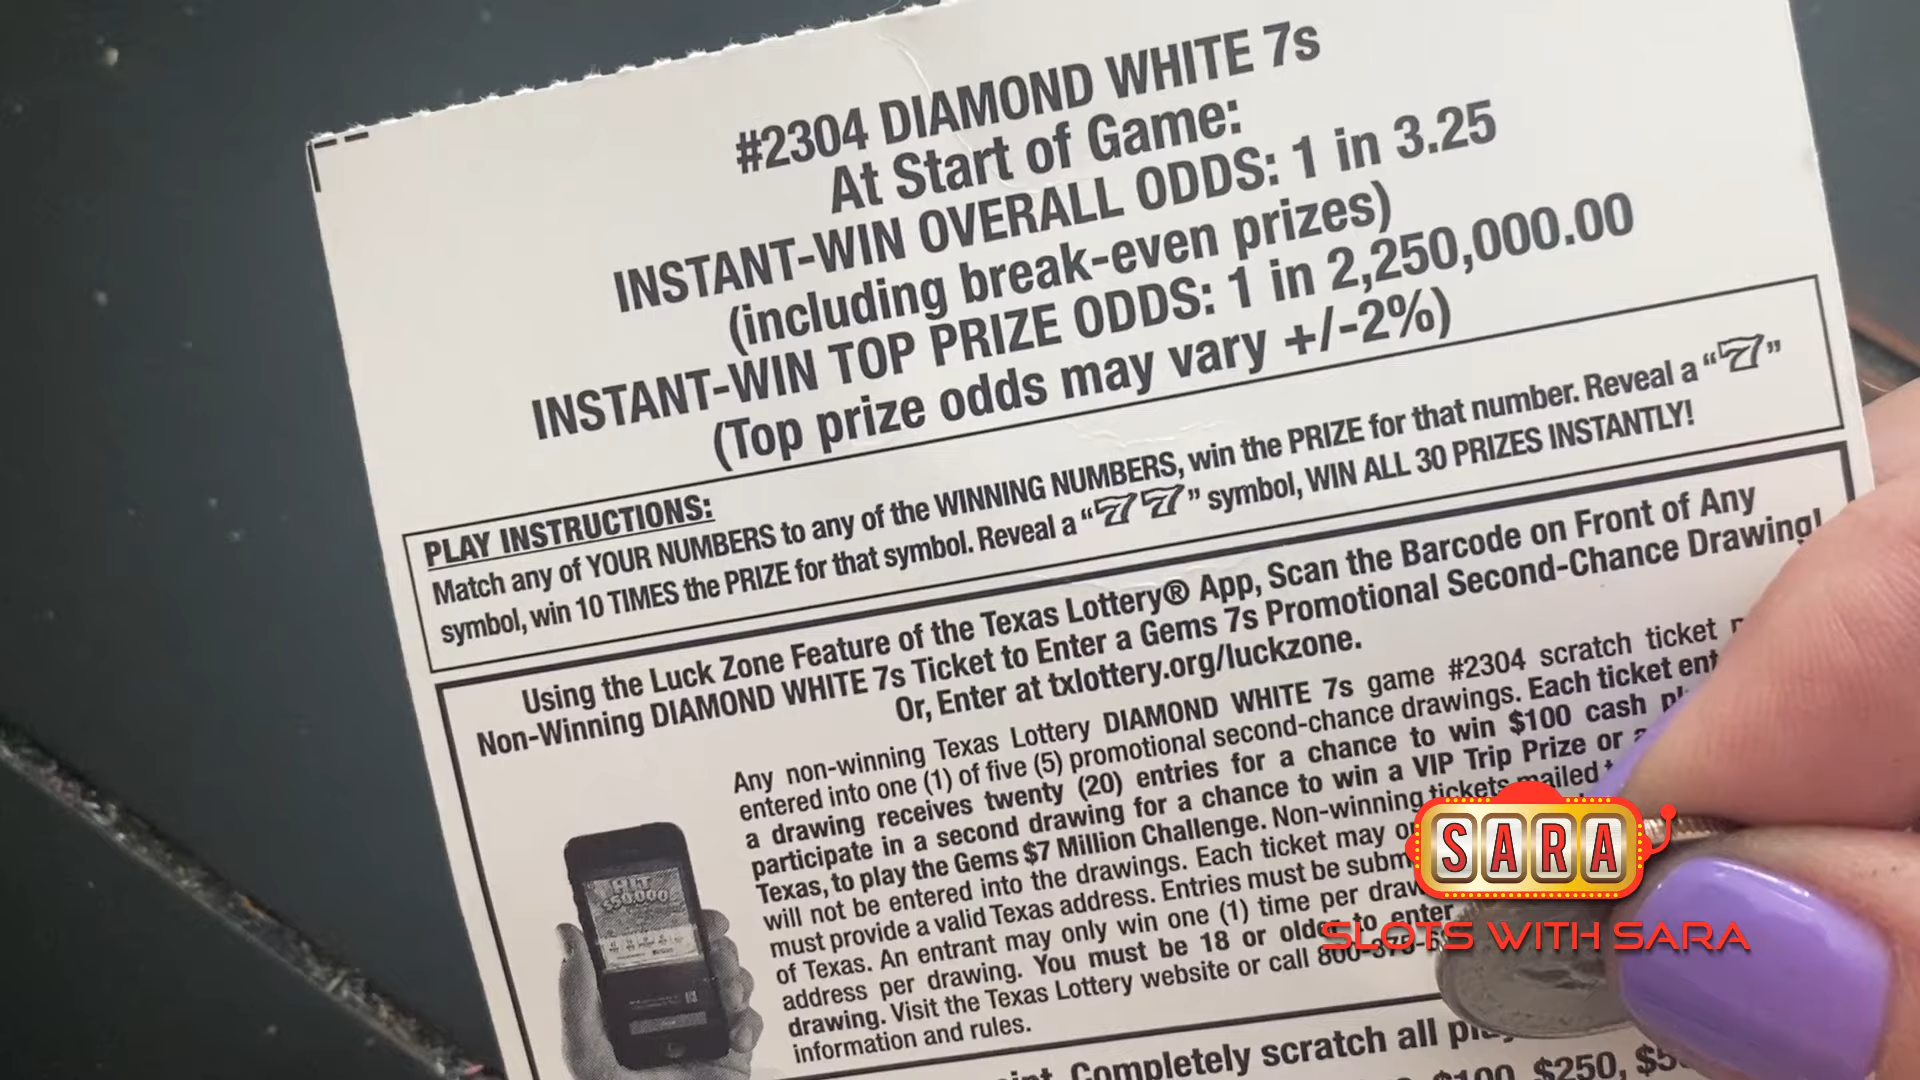 #2304 DIAMOND WHITE 7s
At Start of Game:
INSTANT-WIN OVERALL ODDS: 1 in 3.25
(including break-even prizes)
INSTANT-WIN TOP PRIZE ODDS: 1 in 2,250,000.00
(Top prize odds may vary +/-2%)
PLAY INSTRUCTIONS:
Match any of YOUR NUMBERS to any of the WINNING NUMBERS, win the PRIZE for that number. Reveal a “7”
symbol, win 10 TIMES the PRIZE for that symbol. Reveal a “77” symbol, WIN ALL 30 PRIZES INSTANTLY!
Using the Luck Zone Feature of the Texas Lottery® App, Scan the Barcode on Front of Any
Non-Winning DIAMOND WHITE 7s Ticket to Enter a Gems 7s Promotional Second-Chance Drawing!
Or, Enter at txlottery.org/luckzone.
Any non-winning Texas Lottery DIAMOND WHITE 7s game #2304 scratch ticket
entered into one (1) of five (5) promotional second-chance drawings. Each ticket
a drawing receives twenty (20) entries for a chance to win $100 cash
participate in a second drawing for a chance to win a VIP Trip Prize or
Texas, to play the Gems $7 Million Challenge. Non-winning tickets mailed
will not be entered into the drawings. Each ticket may
must provide a valid Texas address. Entries must be
of Texas. An entrant may only win one (1) time per
address per drawing. You must be 18 or older to enter
drawing. Visit the Texas Lottery website or call
information and rules.
HIT
$50,000
Completely scratch all
$100, $250,
SARA
SLOTS WITH SARA